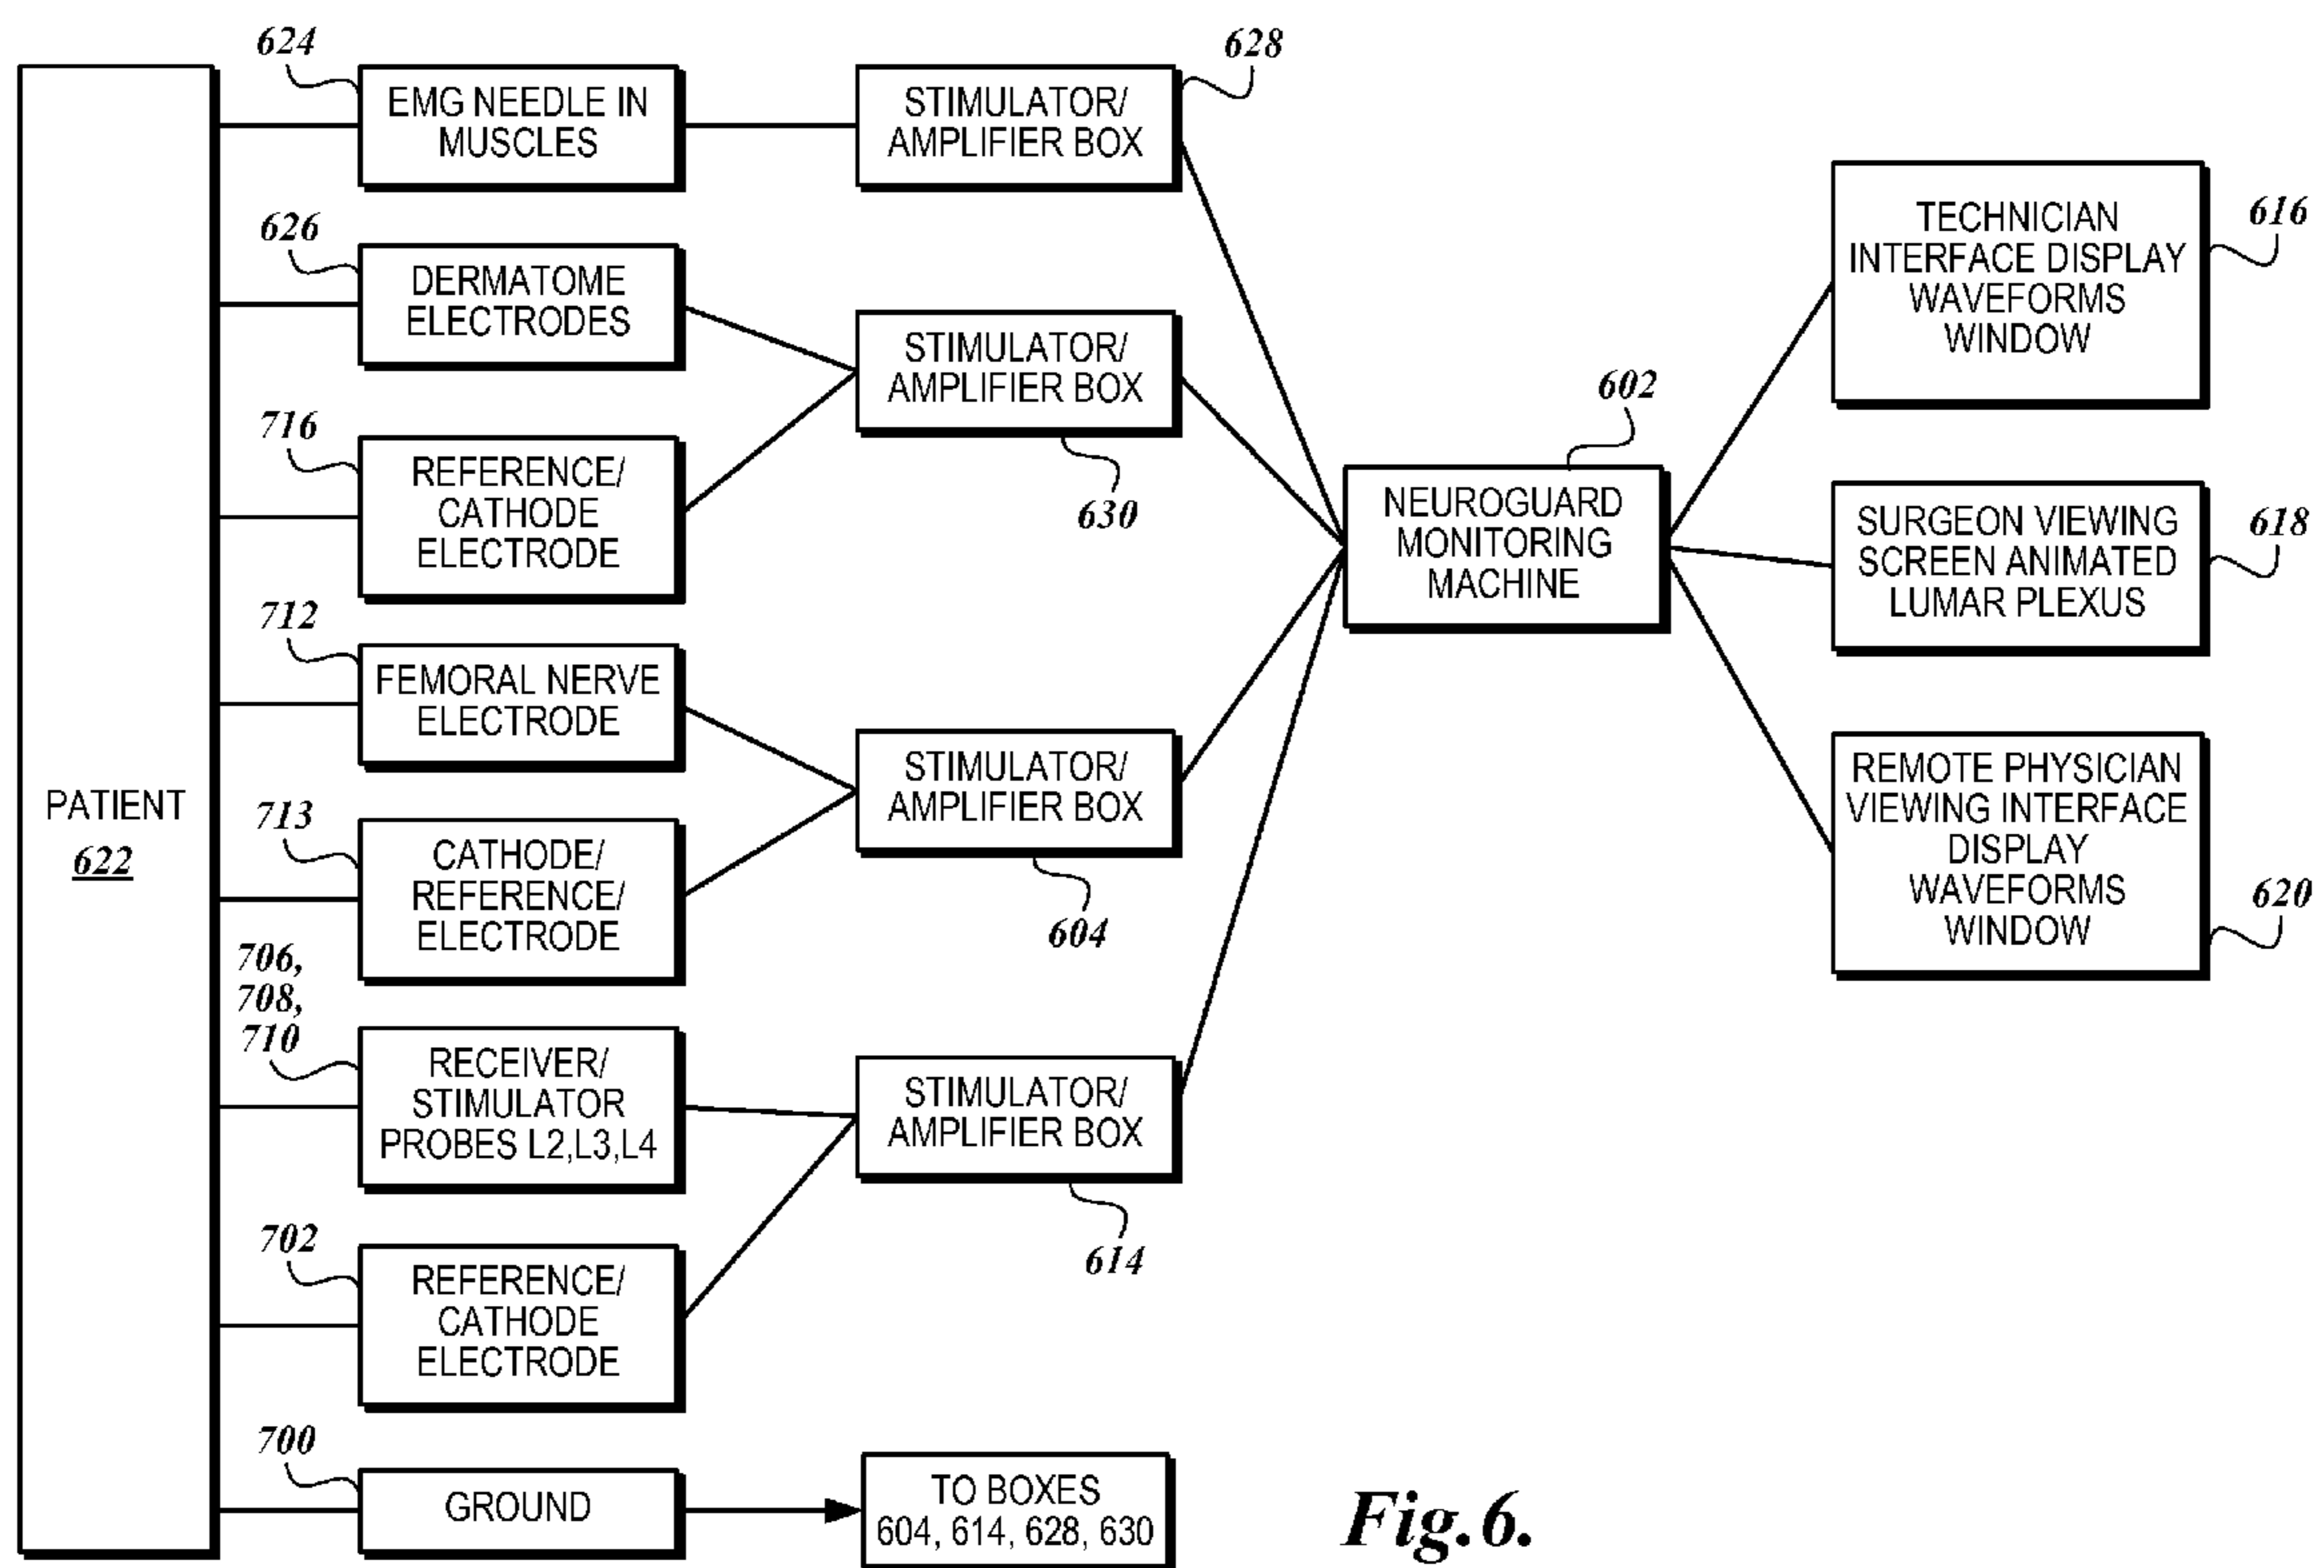 PATIENT
622
624
EMG NEEDLE IN
MUSCLES
626
DERMATOME
ELECTRODES
716
REFERENCE/
CATHODE
ELECTRODE
712
FEMORAL NERVE
ELECTRODE
713
CATHODE/
REFERENCE/
ELECTRODE
706,
708,
710
RECEIVER/
STIMULATOR
PROBES L2,L3,L4
702
REFERENCE/
CATHODE
ELECTRODE
700
GROUND
628
STIMULATOR/
AMPLIFIER BOX
STIMULATOR/
AMPLIFIER BOX
630
STIMULATOR/
AMPLIFIER BOX
604
STIMULATOR/
AMPLIFIER BOX
614
TO BOXES
604, 614, 628, 630
602
NEUROGUARD
MONITORING
MACHINE
TECHNICIAN
INTERFACE DISPLAY
WAVEFORMS
WINDOW
616
SURGEON VIEWING
SCREEN ANIMATED
LUMAR PLEXUS
618
REMOTE PHYSICIAN
VIEWING INTERFACE
DISPLAY
WAVEFORMS
WINDOW
620
Fig.6.